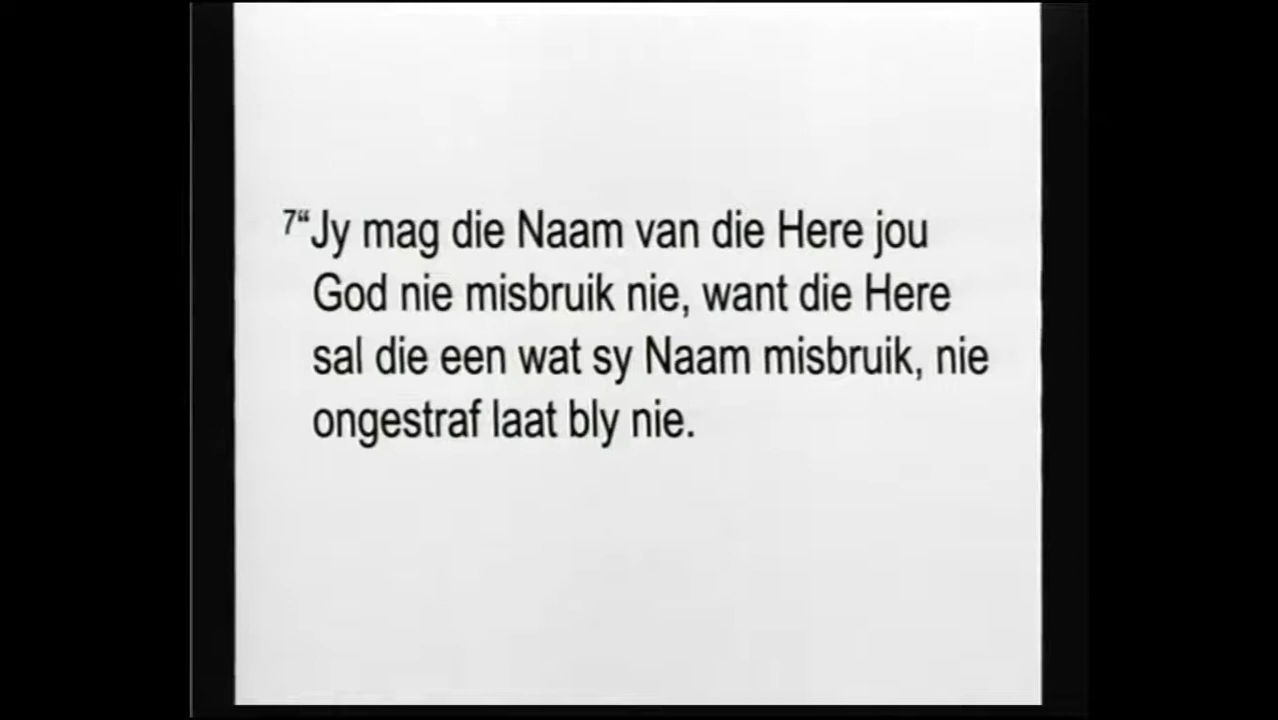 7“Jy mag die Naam van die Here jou
God nie misbruik nie, want die Here
sal die een wat sy Naam misbruik, nie
ongestraf laat bly nie.